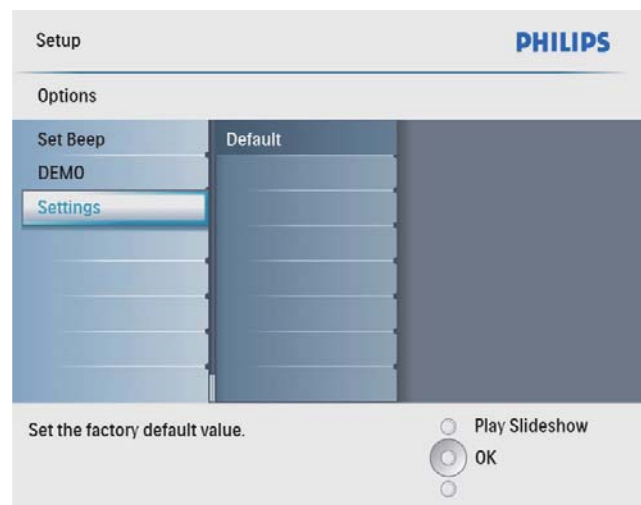 Setup
PHILIPS
Options
Set Beep
Default
DEMO
Settings
Set the factory default value.
Play Slideshow
OK